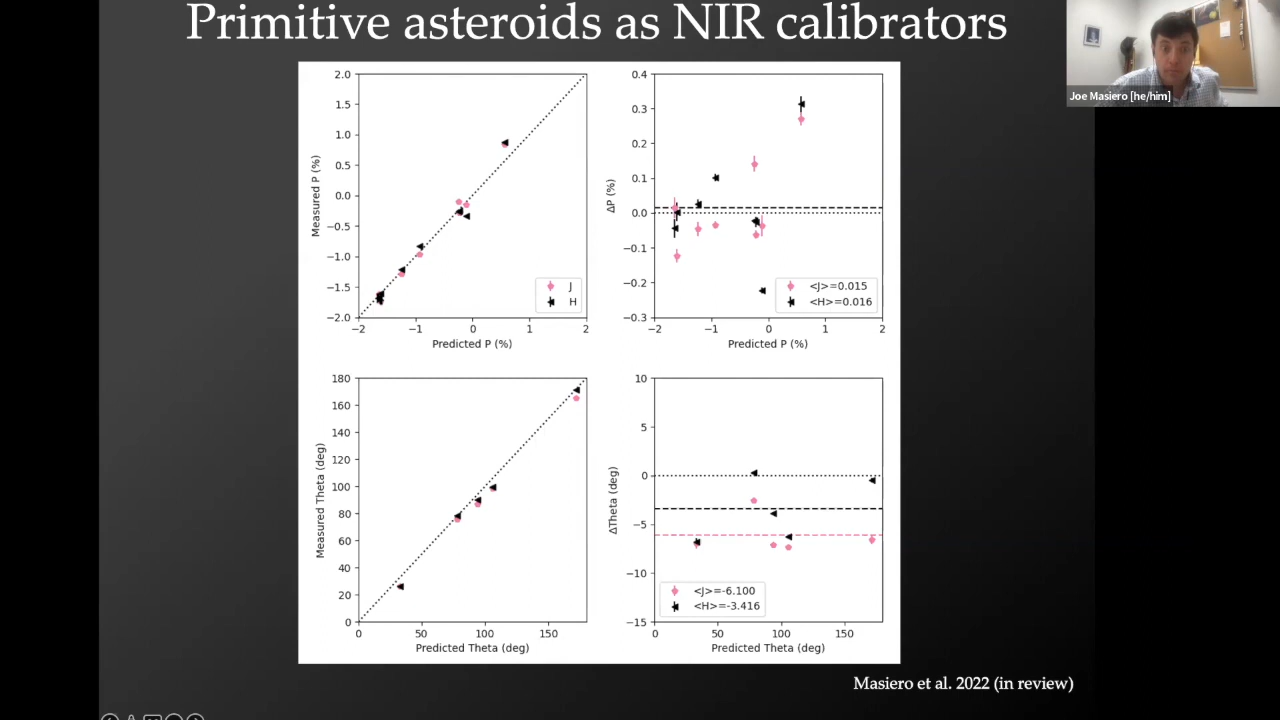 Primitive asteroids as NIR calibrators
Joe Masiero [he/him]
2.0
1.5
1.0
0.5
0.0
−0.5
−1.0
−1.5
−2.0
Measured P (%)
J
H
−2 −1 0 1 2
Predicted P (%)
0.4
0.3
0.2
0.1
0.0
−0.1
−0.2
−0.3
ΔP (%)
<J>=0.015
<H>=0.016
−2 −1 0 1 2
Predicted P (%)
180
160
140
120
100
80
60
40
20
0
Measured Theta (deg)
0 50 100 150
Predicted Theta (deg)
10
5
0
−5
−10
−15
ΔTheta (deg)
<J>=-6.100
<H>=-3.416
0 50 100 150
Predicted Theta (deg)
Masiero et al. 2022 (in review)